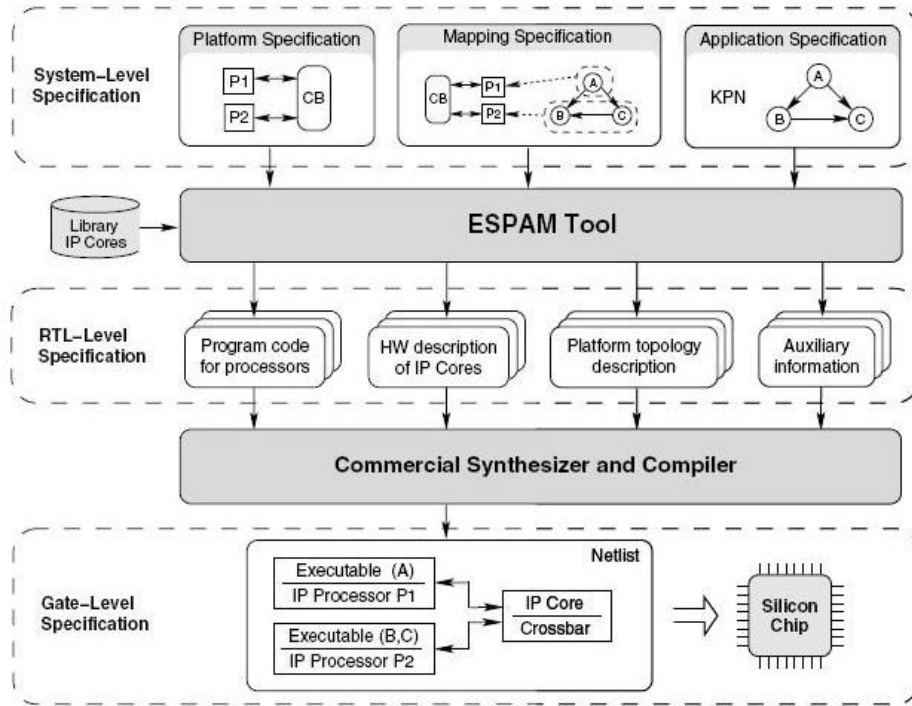 Platform Specification
P1
P2
CB
Mapping Specification
CB
P1
P2
A
B
C
Application Specification
KPN
A
B
C
System–Level
Specification
Library
IP Cores
ESPAM Tool
RTL–Level
Specification
Program code
for processors
HW description
of IP Cores
Platform topology
description
Auxiliary
information
Commercial Synthesizer and Compiler
Netlist
Gate–Level
Specification
Executable (A)
IP Processor P1
Executable (B,C)
IP Processor P2
IP Core
Crossbar
Silicon
Chip